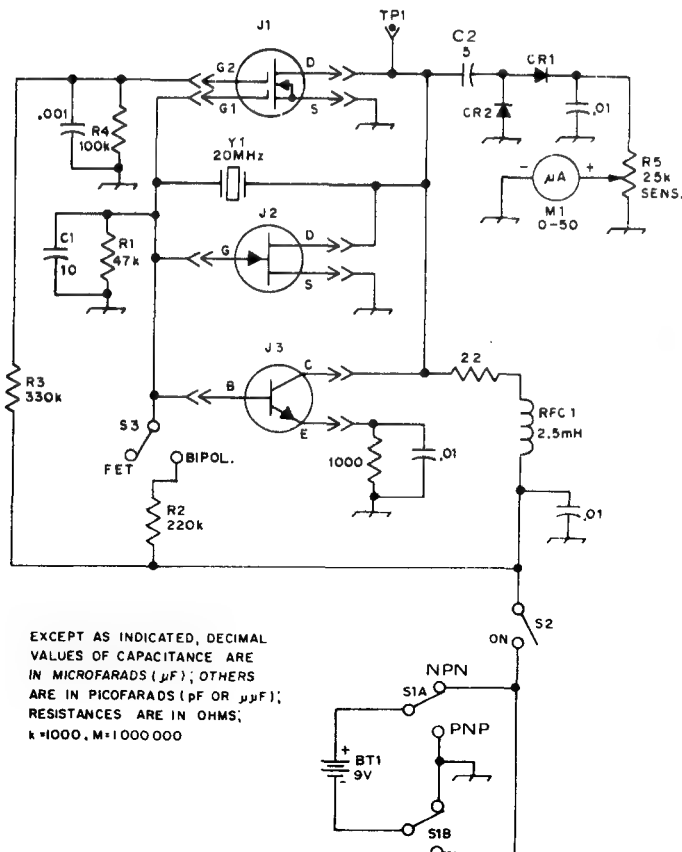 J1
TP1
C2
5
G2
D
G1
S
CR1
CR2
.01
.001
R4
100k
Y1
20MHz
R5
25k
SENS.
-
µA
+
M1
0-50
J2
C1
10
R1
47k
G
D
S
J3
22
R3
330k
B
C
E
RFC 1
2.5mH
S3
FET
BIPOL.
1000
.01
.01
R2
220k
S2
ON
EXCEPT AS INDICATED, DECIMAL
VALUES OF CAPACITANCE ARE
IN MICROFARADS (µF); OTHERS
ARE IN PICOFARADS (pF OR µµF);
RESISTANCES ARE IN OHMS;
k=1000, M=1000000
NPN
S1A
PNP
+
BT1
9V
-
S1B